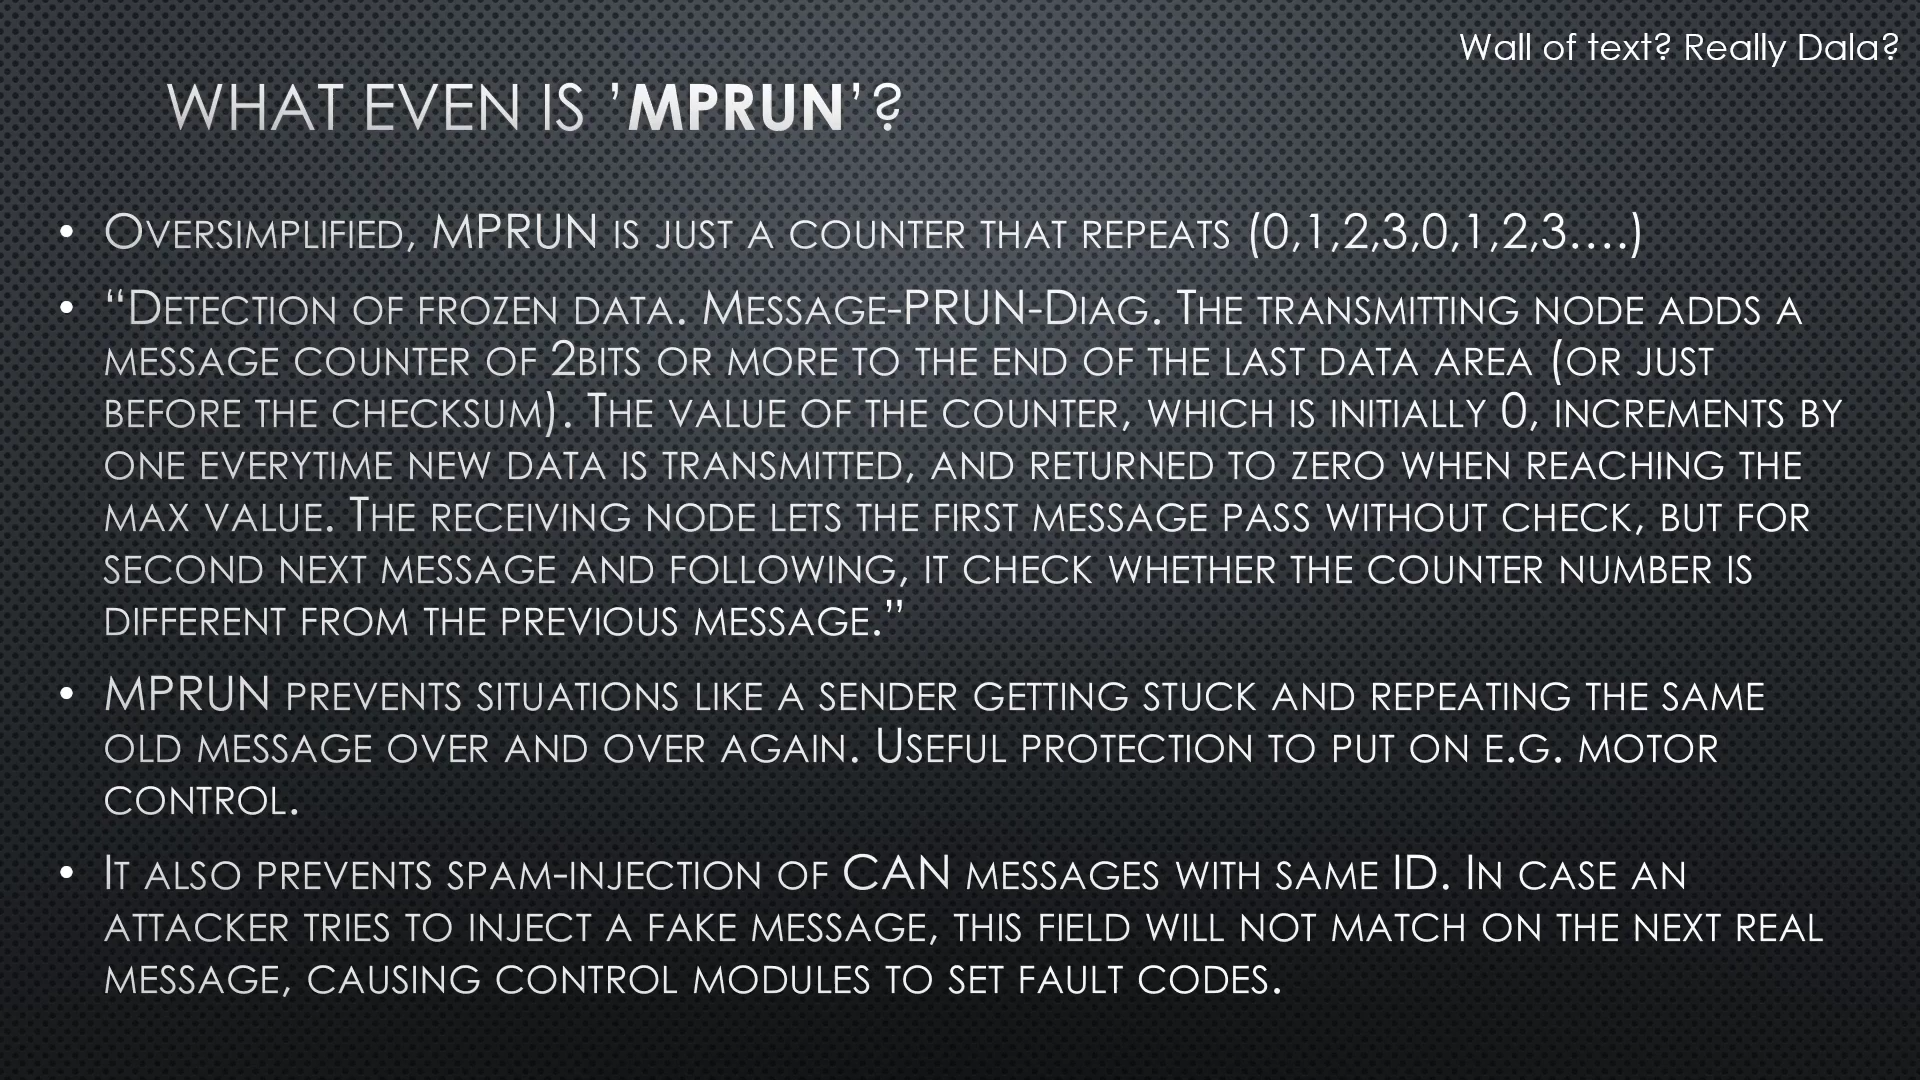 Wall of text? Really Dala?
WHAT EVEN IS ’MPRUN’?
• OVERSIMPLIFIED, MPRUN IS JUST A COUNTER THAT REPEATS (0,1,2,3,0,1,2,3….)
• “DETECTION OF FROZEN DATA. MESSAGE-PRUN-DIAG. THE TRANSMITTING NODE ADDS A
MESSAGE COUNTER OF 2BITS OR MORE TO THE END OF THE LAST DATA AREA (OR JUST
BEFORE THE CHECKSUM). THE VALUE OF THE COUNTER, WHICH IS INITIALLY 0, INCREMENTS BY
ONE EVERYTIME NEW DATA IS TRANSMITTED, AND RETURNED TO ZERO WHEN REACHING THE
MAX VALUE. THE RECEIVING NODE LETS THE FIRST MESSAGE PASS WITHOUT CHECK, BUT FOR
SECOND NEXT MESSAGE AND FOLLOWING, IT CHECK WHETHER THE COUNTER NUMBER IS
DIFFERENT FROM THE PREVIOUS MESSAGE.”
• MPRUN PREVENTS SITUATIONS LIKE A SENDER GETTING STUCK AND REPEATING THE SAME
OLD MESSAGE OVER AND OVER AGAIN. USEFUL PROTECTION TO PUT ON E.G. MOTOR
CONTROL.
• IT ALSO PREVENTS SPAM-INJECTION OF CAN MESSAGES WITH SAME ID. IN CASE AN
ATTACKER TRIES TO INJECT A FAKE MESSAGE, THIS FIELD WILL NOT MATCH ON THE NEXT REAL
MESSAGE, CAUSING CONTROL MODULES TO SET FAULT CODES.